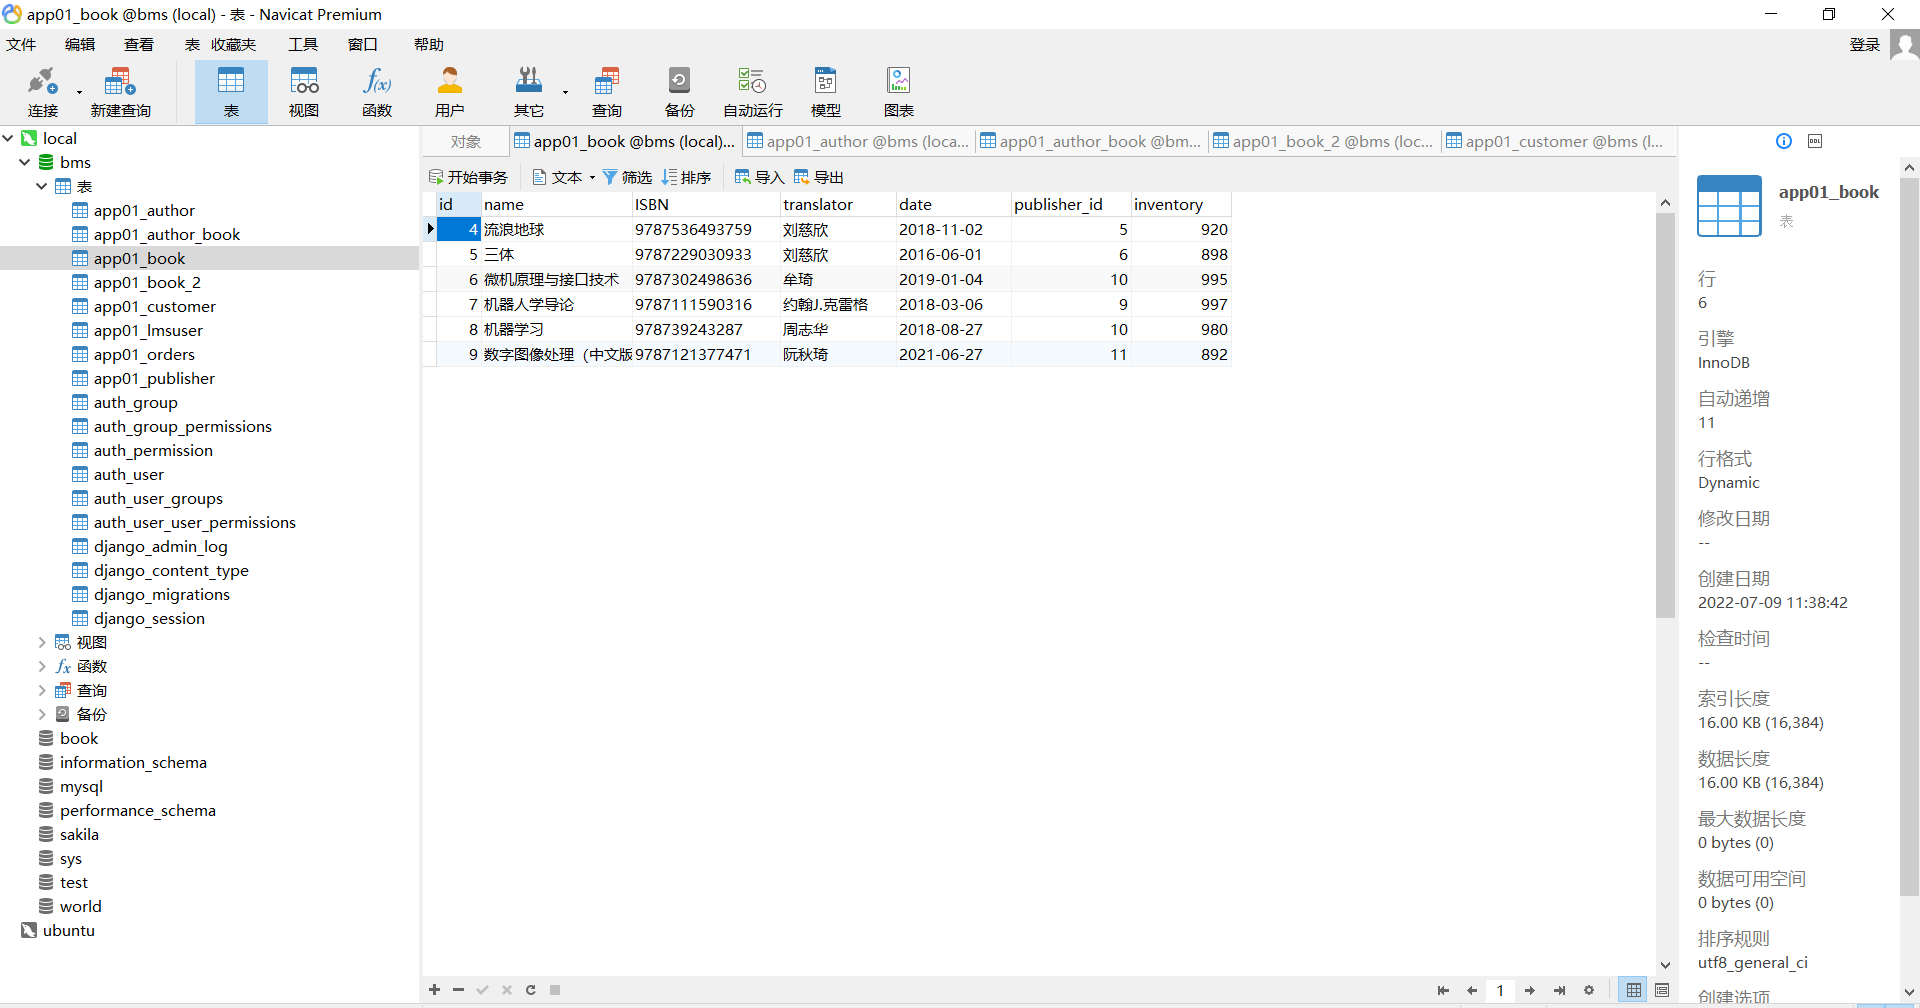 app01_book @bms (local) - 表 - Navicat Premium
文件 编辑 查看 表 收藏夹 工具 窗口 帮助 登录
连接 新建查询 表 视图 函数 用户 其它 查询 备份 自动运行 模型 图表
对象 app01_book @bms (local)... app01_author @bms (loca... app01_author_book @bm... app01_book_2 @bms (loc... app01_customer @bms (l...
开始事务 文本 筛选 排序 导入 导出
local
bms
表
app01_author
app01_author_book
app01_book
app01_book_2
app01_customer
app01_lmsuser
app01_orders
app01_publisher
auth_group
auth_group_permissions
auth_permission
auth_user
auth_user_groups
auth_user_user_permissions
django_admin_log
django_content_type
django_migrations
django_session
视图
函数
查询
备份
book
information_schema
mysql
performance_schema
sakila
sys
test
world
ubuntu
id name ISBN translator date publisher_id inventory
4 流浪地球 9787536493759 刘慈欣 2018-11-02 5 920
5 三体 9787229030933 刘慈欣 2016-06-01 6 898
6 微机原理与接口技术 9787302498636 牟琦 2019-01-04 10 995
7 机器人学导论 9787111590316 约翰J.克雷格 2018-03-06 9 997
8 机器学习 978739243287 周志华 2018-08-27 10 980
9 数字图像处理（中文版 9787121377471 阮秋琦 2021-06-27 11 892
1
app01_book
表
行
6
引擎
InnoDB
自动递增
11
行格式
Dynamic
修改日期
--
创建日期
2022-07-09 11:38:42
检查时间
--
索引长度
16.00 KB (16,384)
数据长度
16.00 KB (16,384)
最大数据长度
0 bytes (0)
数据可用空间
0 bytes (0)
排序规则
utf8_general_ci
创建选项